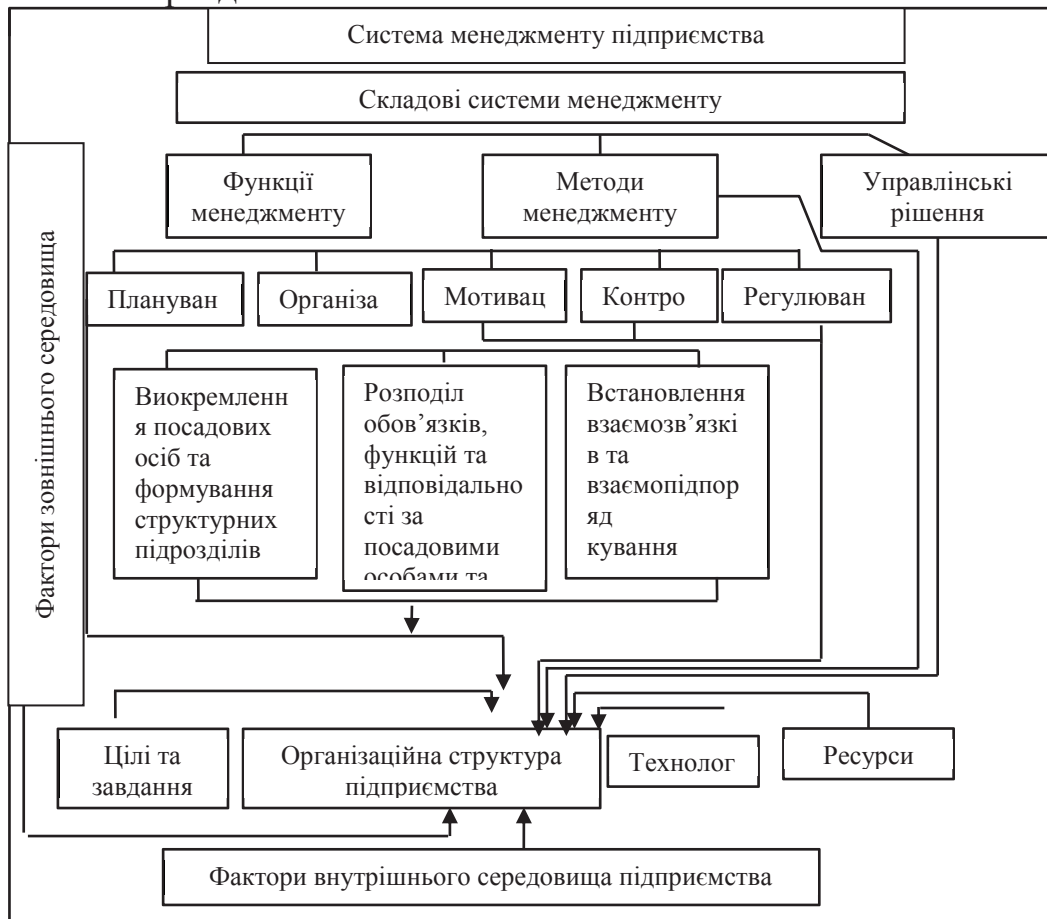 Система менеджменту підприємства
Складові системи менеджменту
Фактори зовнішнього середовища
Функції
менеджменту
Методи
менеджменту
Управлінські
рішення
Плануван
Організа
Мотивац
Контро
Регулюван
Виокремленн
я посадових
осіб та
формування
структурних
підрозділів
Розподіл
обов’язків,
функцій та
відповідально
сті за
посадовими
особами та
Встановлення
взаємозв’язкі
в та
взаємопідпор
яд
кування
Цілі та
завдання
Організаційна структура
підприємства
Технолог
Ресурси
Фактори внутрішнього середовища підприємства